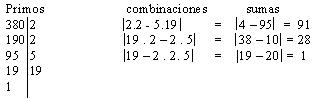 Primos combinaciones sumas
380 2 |2.2 - 5.19| = |4 – 95| = 91
190 2 |19 . 2 – 2 . 5| = |38 – 10| = 28
95 5 |19 – 2 . 2. 5| = |19 – 20| = 1
19 19
1